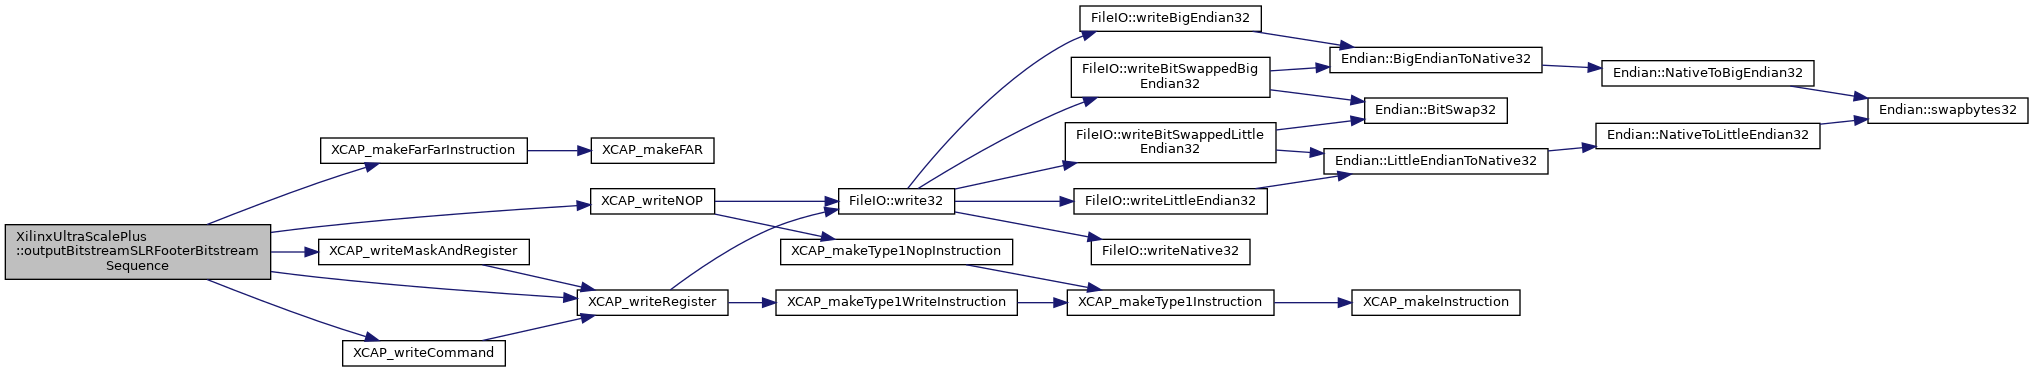 XilinxUltraScalePlus
::outputBitstreamSLRFooterBitstream
Sequence
XCAP_makeFarFarInstruction
XCAP_makeFAR
XCAP_writeNOP
XCAP_writeMaskAndRegister
XCAP_writeRegister
XCAP_writeCommand
FileIO::write32
XCAP_makeType1NopInstruction
XCAP_makeType1WriteInstruction
FileIO::writeBigEndian32
FileIO::writeBitSwappedBig
Endian32
FileIO::writeBitSwappedLittle
Endian32
FileIO::writeLittleEndian32
FileIO::writeNative32
XCAP_makeType1Instruction
Endian::BigEndianToNative32
Endian::BitSwap32
Endian::LittleEndianToNative32
XCAP_makeInstruction
Endian::NativeToBigEndian32
Endian::NativeToLittleEndian32
Endian::swapbytes32